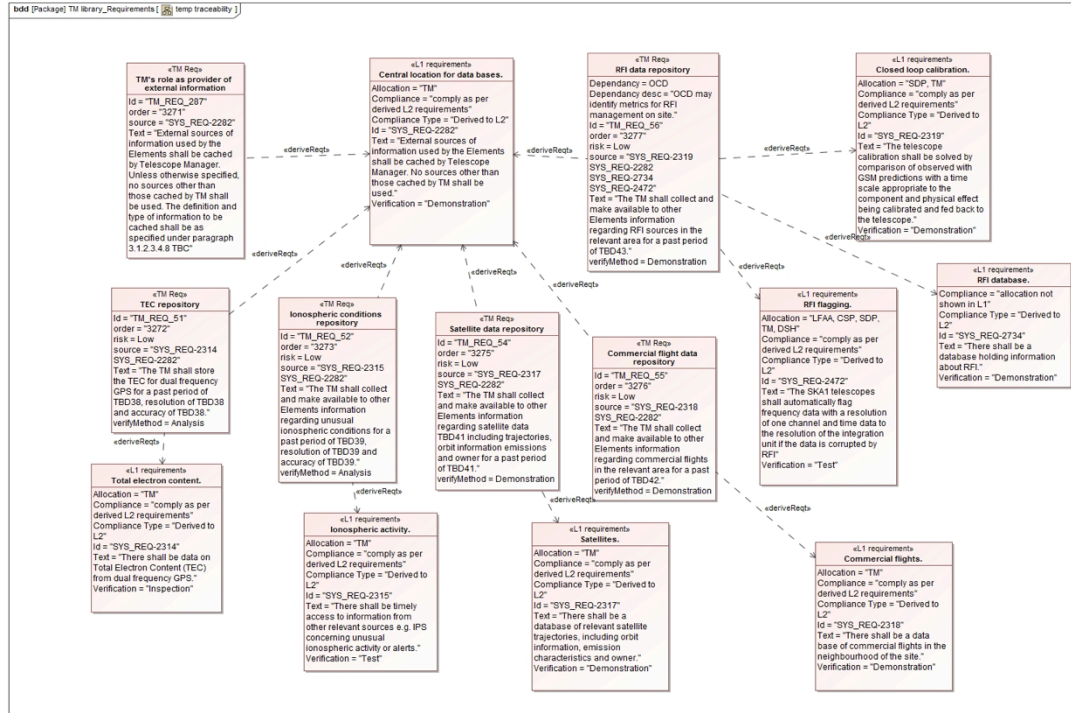 bdd [Package] TM library_Requirements [ temp traceability ]
«TM Req»
TM's role as provider of
external information
Id = "TM_REQ_287"
order = "3271"
source = "SYS_REQ-2282"
Text = "External sources of
information used by the
Elements shall be cached
by Telescope Manager.
Unless otherwise specified,
no sources other than
those cached by TM shall
be used. The definition and
type of information to be
cached shall be as
specified under paragraph
3.1.2.3.4.8 TBC"
«L1 requirement»
Central location for data bases.
Allocation = "TM"
Compliance = "comply as per
derived L2 requirements"
Compliance Type = "Derived to
L2"
Id = "SYS_REQ-2282"
Text = "External sources of
information used by the Elements
shall be cached by Telescope
Manager. No sources other than
those cached by TM shall be
used."
Verification = "Demonstration"
«TM Req»
RFI data repository
Dependancy = OCD
Dependancy desc = "OCD may
identify metrics for RFI
management on site."
Id = "TM_REQ_56"
order = "3277"
risk = Low
source = "SYS_REQ-2319
SYS_REQ-2282
SYS_REQ-2734
SYS_REQ-2472"
Text = "The TM shall collect and
make available to other
Elements information
regarding RFI sources in the
relevant area for a past
period of TBD43."
verifyMethod = Demonstration
«L1 requirement»
Closed loop calibration.
Allocation = "SDP, TM"
Compliance = "comply as per
derived L2 requirements"
Compliance Type = "Derived to
L2"
Id = "SYS_REQ-2319"
Text = "The telescope
calibration shall be solved by
comparison of observed with
GSM predictions with a time
scale appropriate to the
component and physical effect
being calibrated and fed back to
the telescope."
Verification = "Demonstration"
«deriveReqt»
«deriveReqt»
«deriveReqt»
«deriveReqt»
«deriveReqt»
«deriveReqt»
«deriveReqt»
«deriveReqt»
«deriveReqt»
«TM Req»
TEC repository
Id = "TM_REQ_51"
order = "3272"
risk = Low
source = "SYS_REQ-2314
SYS_REQ-2282"
Text = "The TM shall store
the TEC for dual frequency
GPS for a past period of
TBD38, resolution of TBD38
and accuracy of TBD38."
verifyMethod = Analysis
«TM Req»
Ionospheric conditions
repository
Id = "TM_REQ_52"
order = "3273"
risk = Low
source = "SYS_REQ-2315
SYS_REQ-2282"
Text = "The TM shall collect
and make available to other
Elements information
regarding unusual
ionospheric conditions for a
past period of TBD39,
resolution of TBD39 and
accuracy of TBD39."
verifyMethod = Analysis
«TM Req»
Satellite data repository
Id = "TM_REQ_54"
order = "3275"
risk = Low
source = "SYS_REQ-2317
SYS_REQ-2282"
Text = "The TM shall collect
and make available to other
Elements information
regarding satellite data
TBD41 including trajectories,
orbit information emissions
and owner for a past period
of TBD41."
verifyMethod = Demonstration
«TM Req»
Commercial flight data
repository
Id = "TM_REQ_55"
order = "3276"
risk = Low
source = "SYS_REQ-2318
SYS_REQ-2282"
Text = "The TM shall collect
and make available to other
Elements information
regarding commercial flights
in the relevant area for a past
period of TBD42."
verifyMethod = Demonstration
«L1 requirement»
RFI flagging.
Allocation = "LFAA, CSP, SDP,
TM, DSH"
Compliance = "comply as per
derived L2 requirements"
Compliance Type = "Derived to
L2"
Id = "SYS_REQ-2472"
Text = "The SKA1 telescopes
shall automatically flag
frequency data with a resolution
of one channel and time data to
the resolution of the integration
unit if the data is corrupted by
RFI"
Verification = "Test"
«L1 requirement»
RFI database.
Compliance = "allocation not
shown in L1"
Compliance Type = "Derived to
L2"
Id = "SYS_REQ-2734"
Text = "There shall be a
database holding information
about RFI."
Verification = "Demonstration"
«deriveReqt»
«deriveReqt»
«deriveReqt»
«deriveReqt»
«L1 requirement»
Total electron content.
Allocation = "TM"
Compliance = "comply as per
derived L2 requirements"
Compliance Type = "Derived to
L2"
Id = "SYS_REQ-2314"
Text = "There shall be data on
Total Electron Content (TEC)
from dual frequency GPS."
Verification = "Inspection"
«L1 requirement»
Ionospheric activity.
Allocation = "TM"
Compliance = "comply as per
derived L2 requirements"
Compliance Type = "Derived to
L2"
Id = "SYS_REQ-2315"
Text = "There shall be timely
access to information from
other relevant sources e.g. IPS
concerning unusual
ionospheric activity or alerts."
Verification = "Test"
«L1 requirement»
Satellites.
Allocation = "TM"
Compliance = "comply as per
derived L2 requirements"
Compliance Type = "Derived to
L2"
Id = "SYS_REQ-2317"
Text = "There shall be a
database of relevant satellite
trajectories, including orbit
information, emission
characteristics and owner."
Verification = "Demonstration"
«L1 requirement»
Commercial flights.
Allocation = "TM"
Compliance = "comply as per
derived L2 requirements"
Compliance Type = "Derived to
L2"
Id = "SYS_REQ-2318"
Text = "There shall be a data
base of commercial flights in the
neighbourhood of the site."
Verification = "Demonstration"